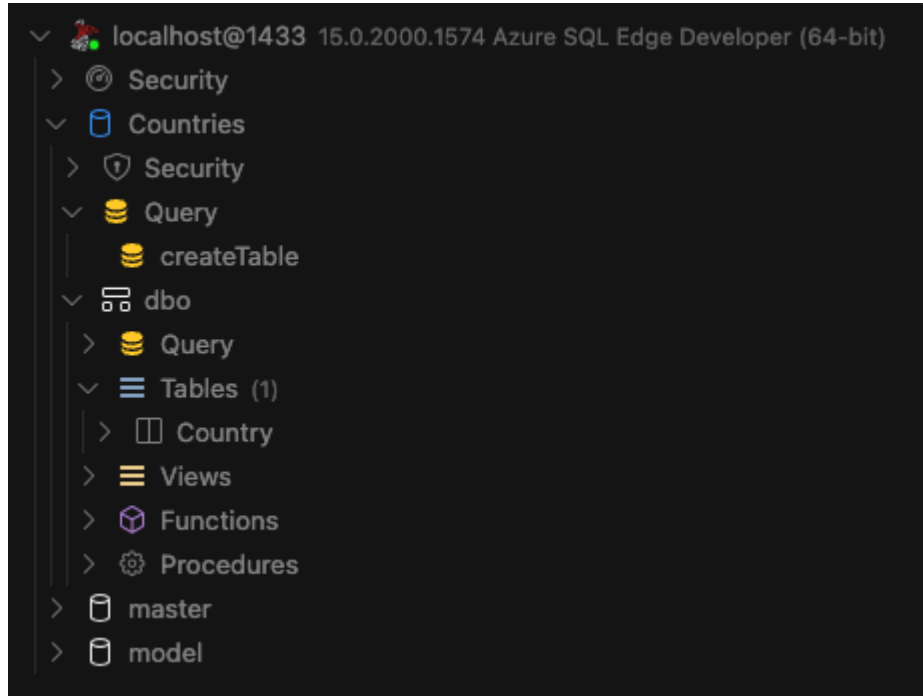 localhost@1433 15.0.2000.1574 Azure SQL Edge Developer (64-bit)
Security
Countries
Security
Query
createTable
dbo
Query
Tables (1)
Country
Views
Functions
Procedures
master
model